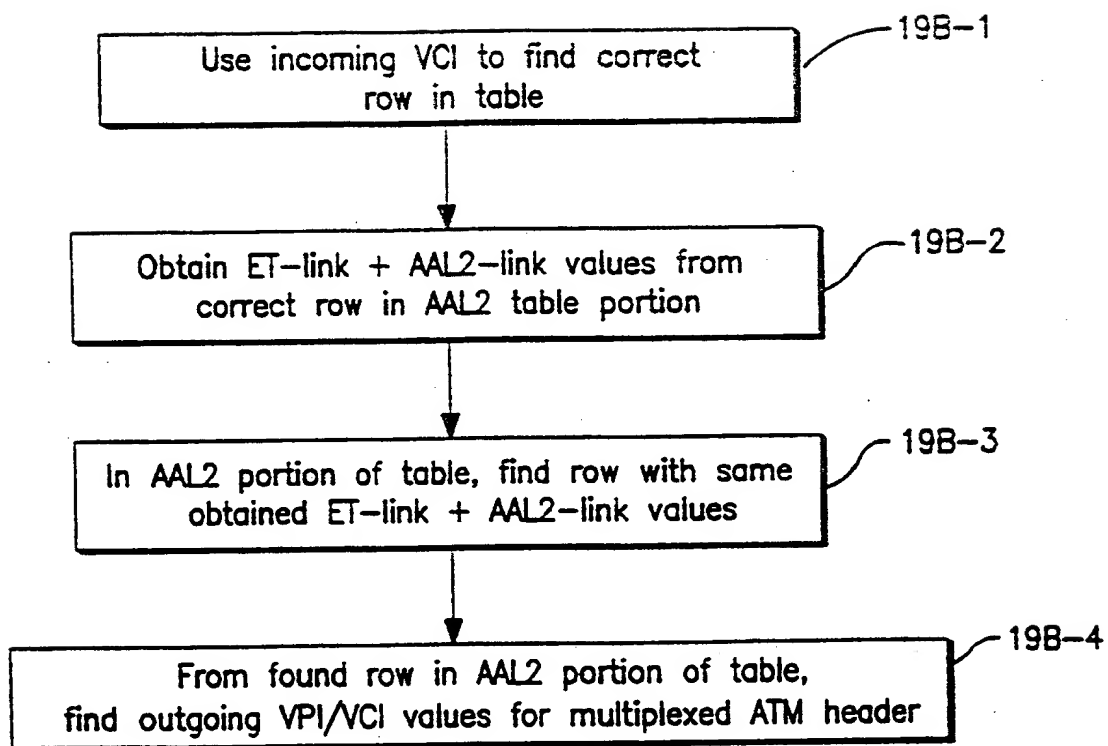 19B-1
Use incoming VCI to find correct
row in table
19B-2
Obtain ET-link + AAL2-link values from
correct row in AAL2 table portion
19B-3
In AAL2 portion of table, find row with same
obtained ET-link + AAL2-link values
19B-4
From found row in AAL2 portion of table,
find outgoing VPI/VCI values for multiplexed ATM header